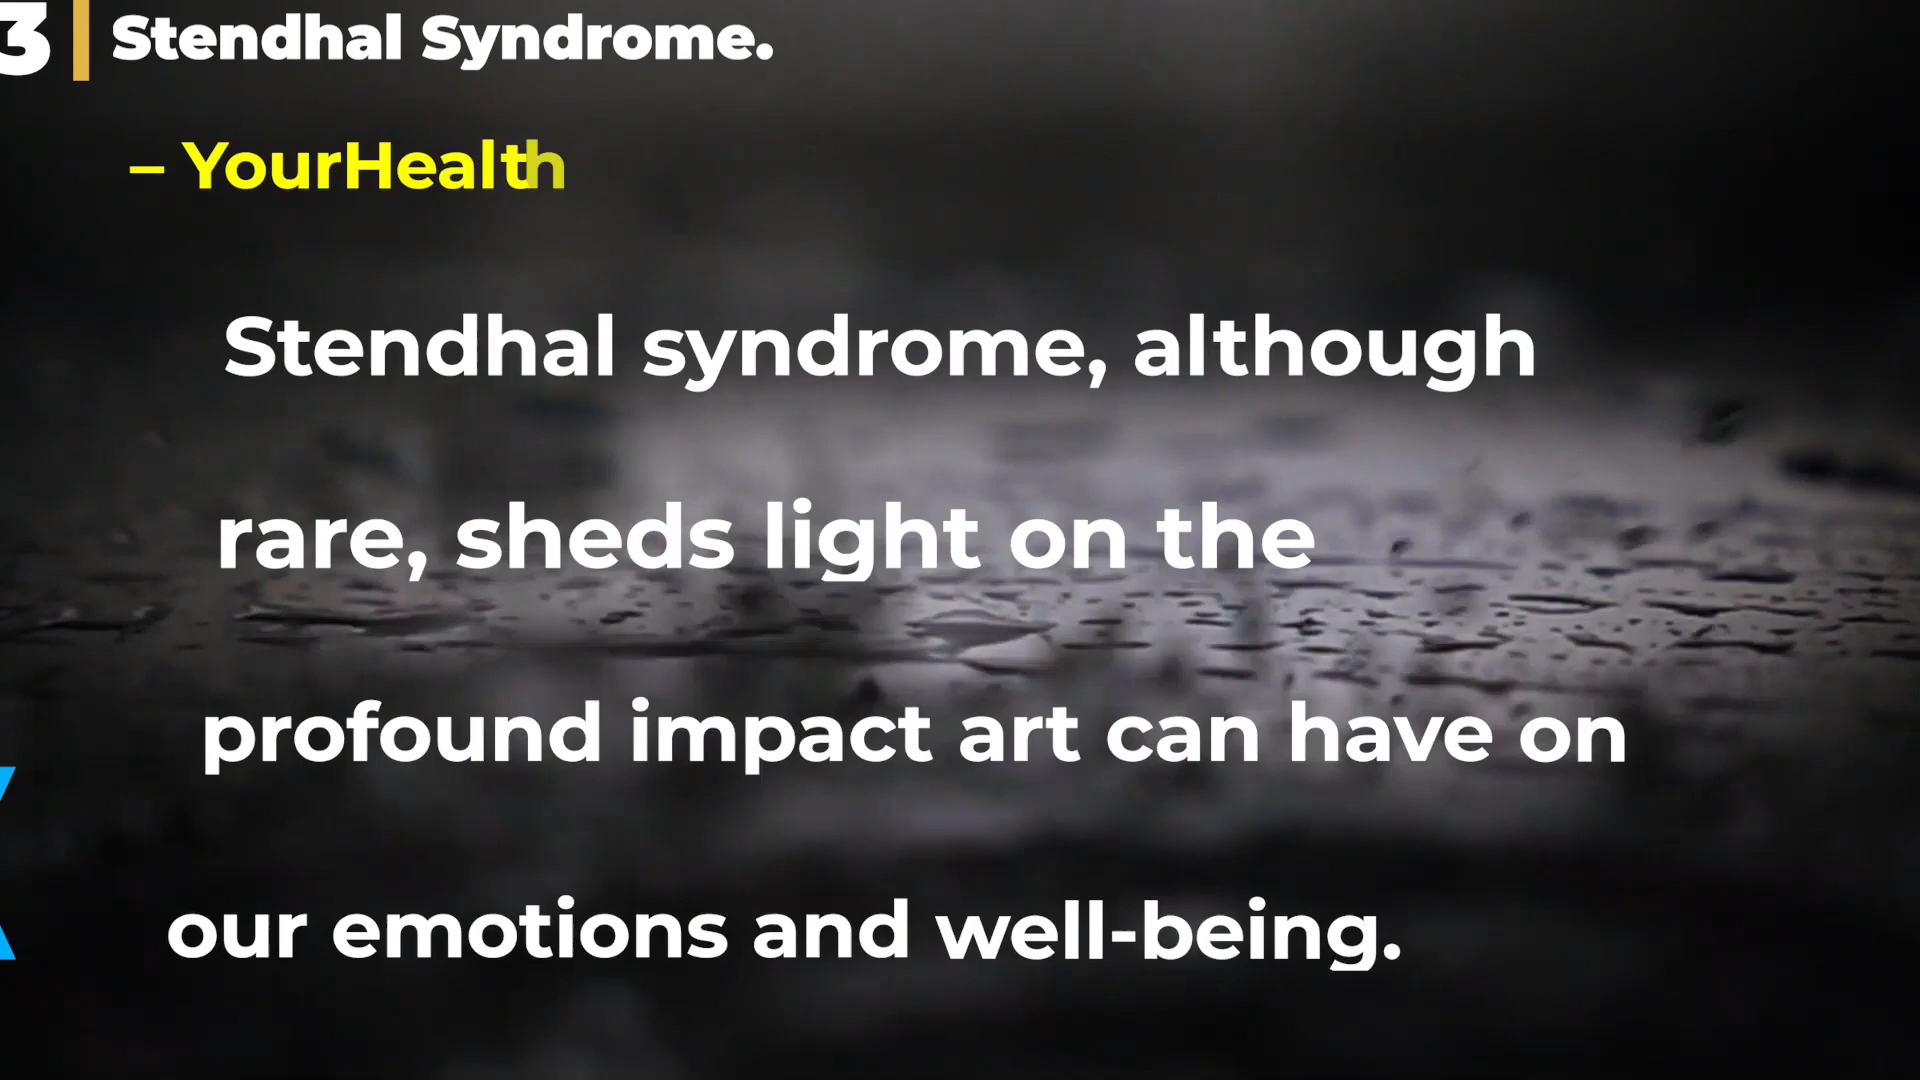 3 Stendhal Syndrome.
– YourHealth
Stendhal syndrome, although
rare, sheds light on the
profound impact art can have on
our emotions and well-being.